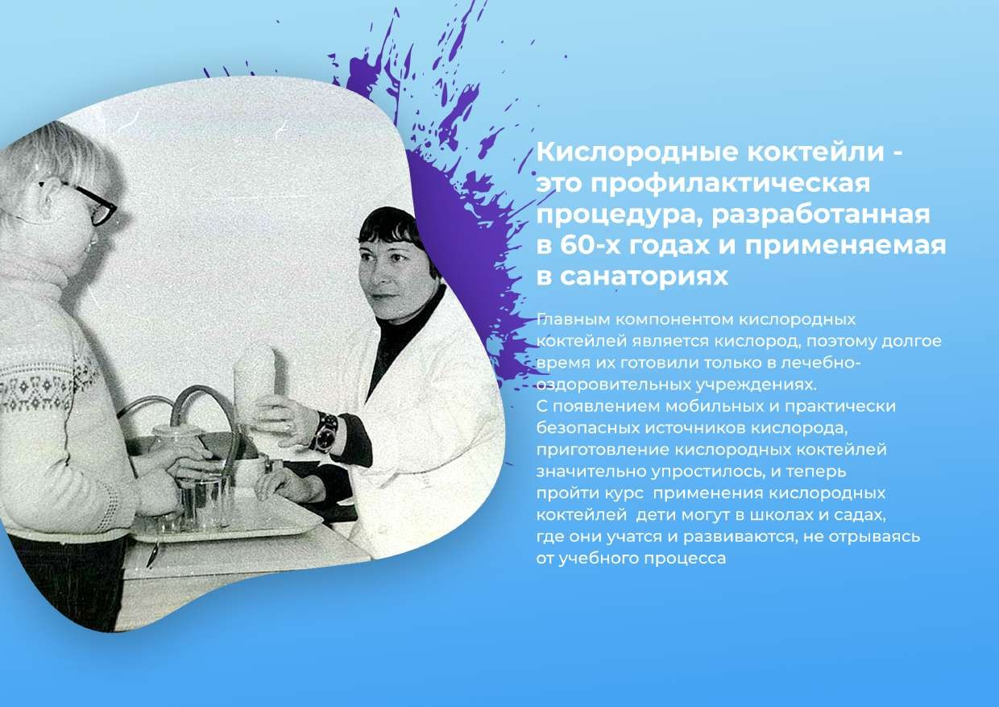 Кислородные коктейли -
это профилактическая
процедура, разработанная
в 60-х годах и применяемая
в санаториях
Главным компонентом кислородных
коктейлей является кислород, поэтому долгое
время их готовили только в лечебно-
оздоровительных учреждениях.
С появлением мобильных и практически
безопасных источников кислорода,
приготовление кислородных коктейлей
значительно упростилось, и теперь
пройти курс  применения кислородных
коктейлей  дети могут в школах и садах,
где они учатся и развиваются, не отрываясь
от учебного процесса